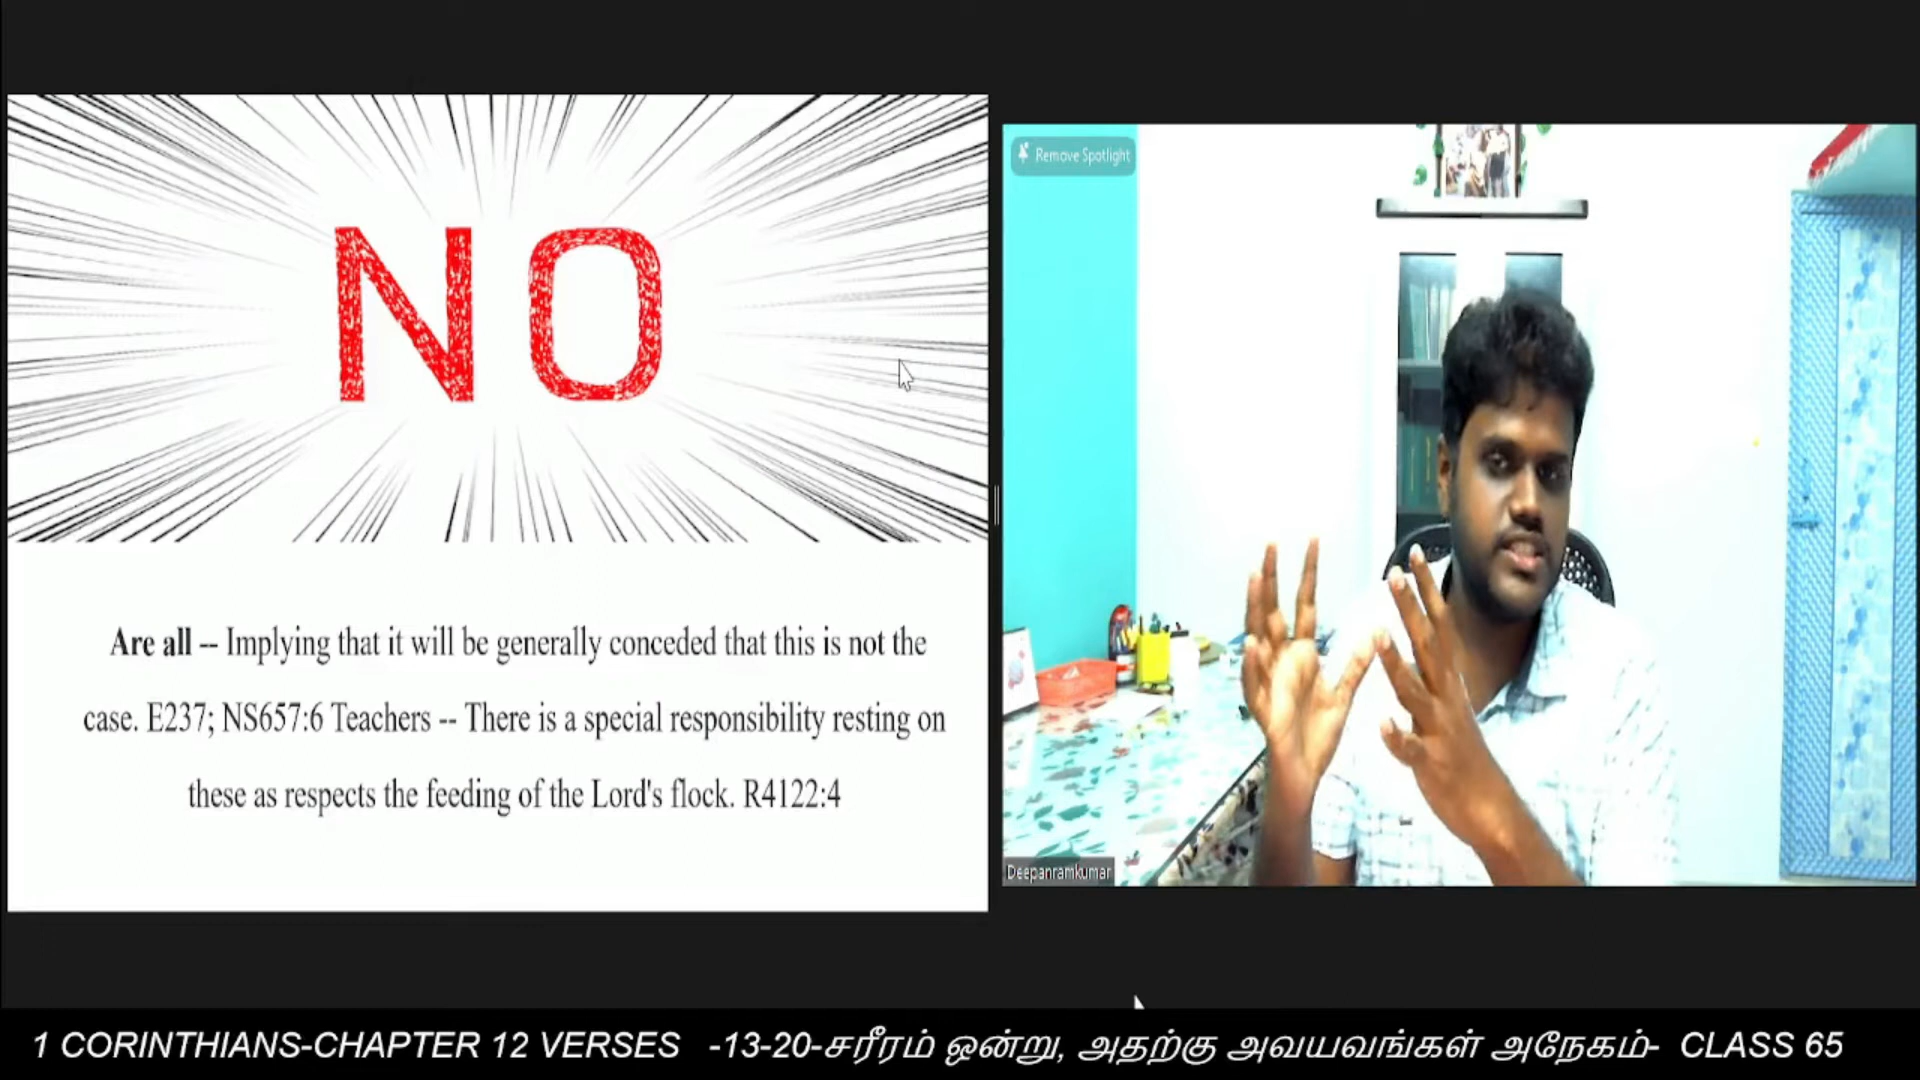 NO
Are all -- Implying that it will be generally conceded that this is not the
case. E237; NS657:6 Teachers -- There is a special responsibility resting on
these as respects the feeding of the Lord's flock. R4122:4
Remove Spotlight
Deepanramkumar
1 CORINTHIANS-CHAPTER 12 VERSES -13-20-சரீரம் ஒன்று, அதற்கு அவயவங்கள் அநேகம்- CLASS 65